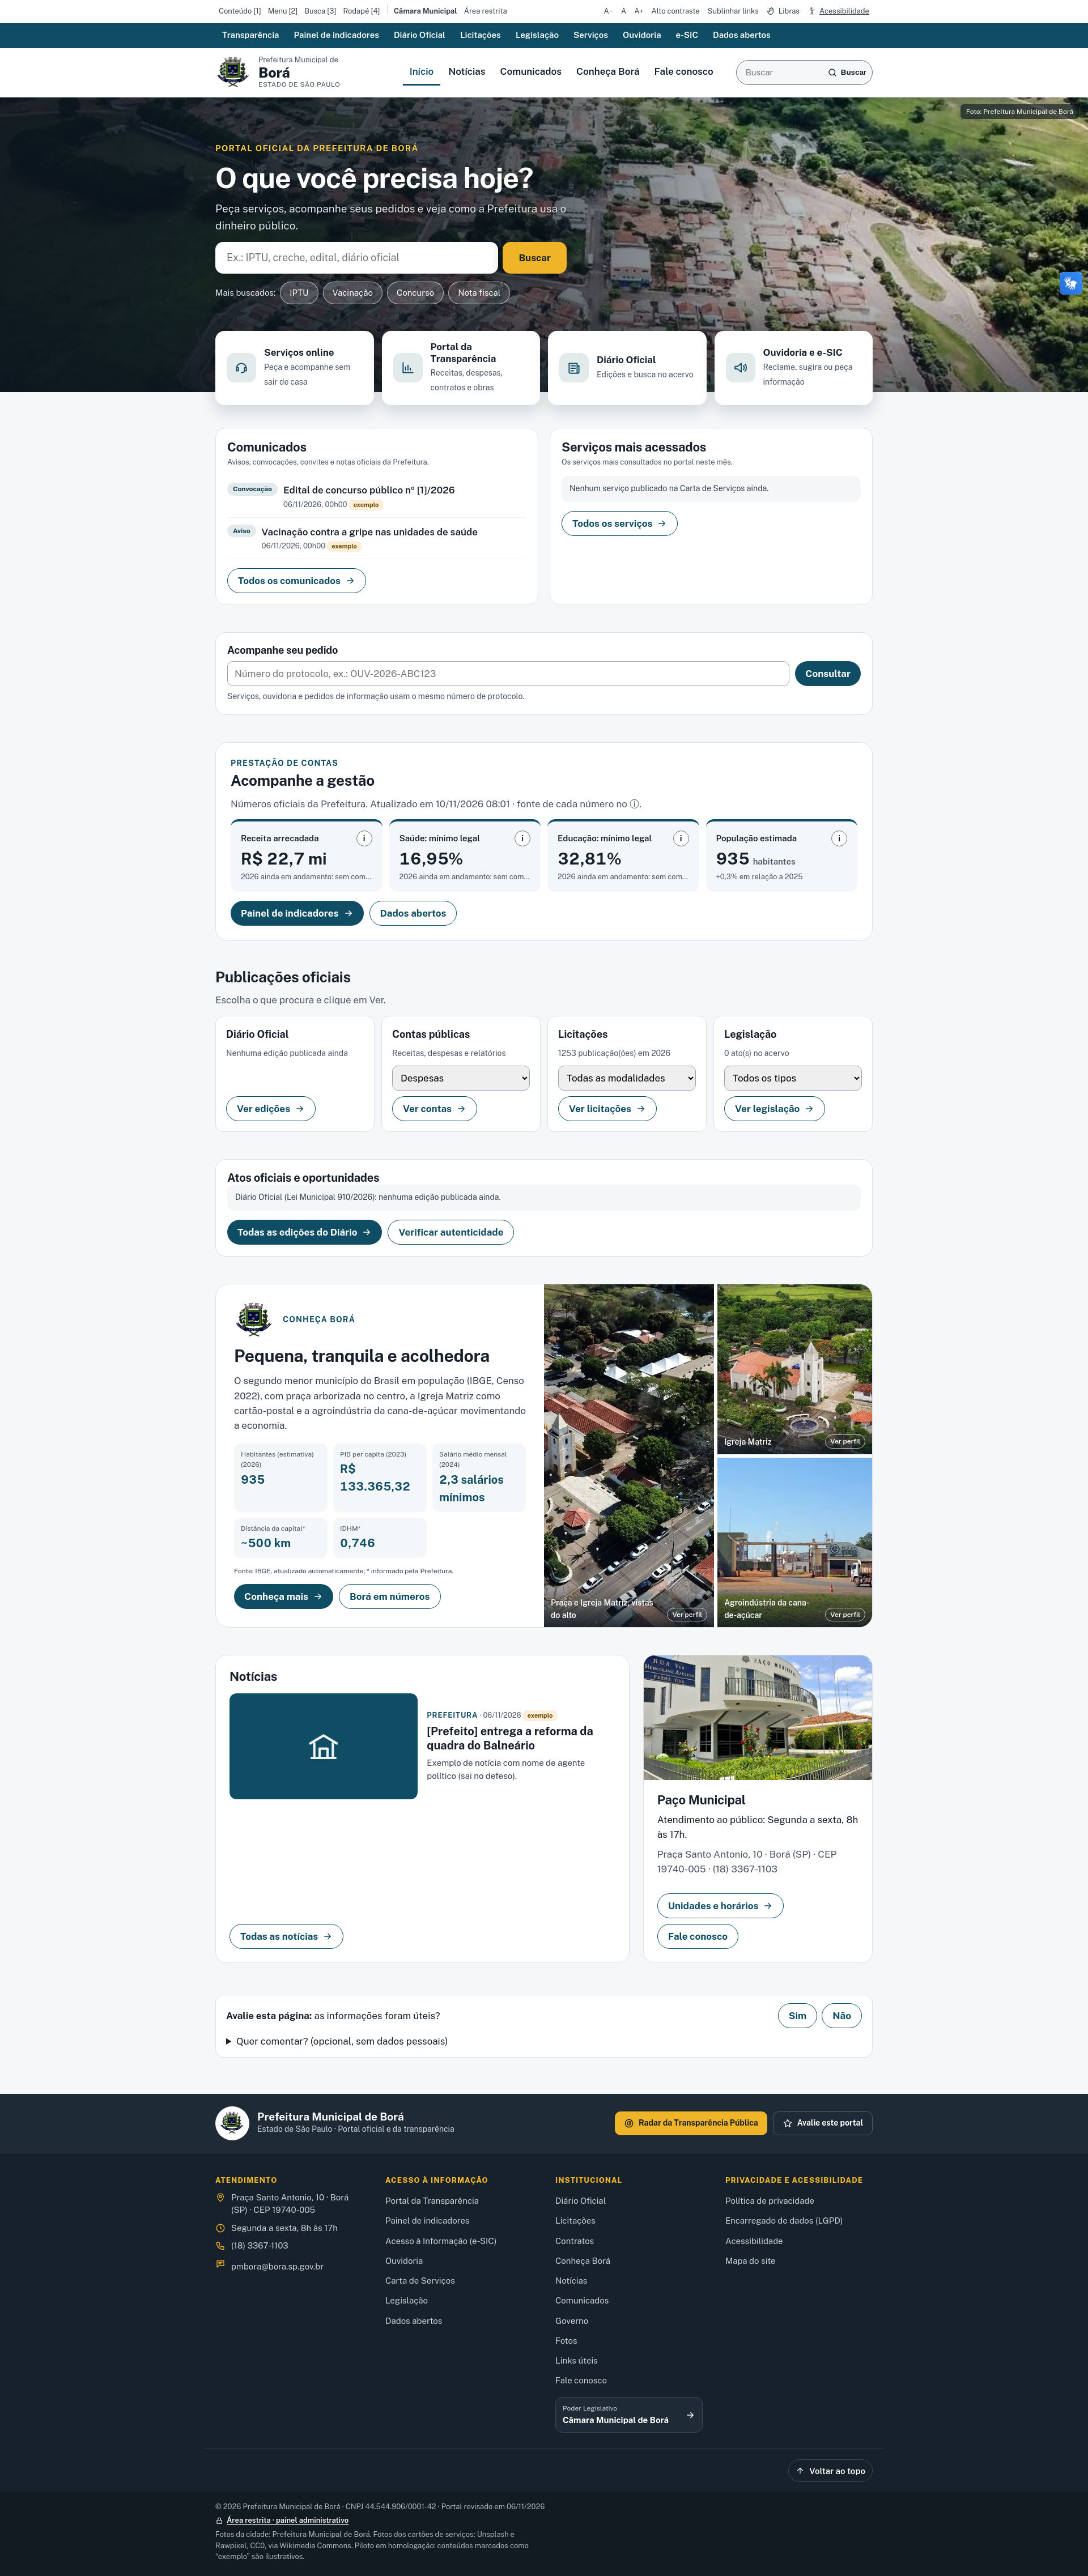 Conteúdo [1] Menu [2] Busca [3] Rodapé [4] Câmara Municipal Área restrita
A− A A+ Alto contraste Sublinhar links Libras Acessibilidade
Transparência Painel de indicadores Diário Oficial Licitações Legislação Serviços Ouvidoria e-SIC Dados abertos
Prefeitura Municipal de
Borá
ESTADO DE SÃO PAULO
Início Notícias Comunicados Conheça Borá Fale conosco
Buscar Buscar
Foto: Prefeitura Municipal de Borá
PORTAL OFICIAL DA PREFEITURA DE BORÁ
O que você precisa hoje?
Peça serviços, acompanhe seus pedidos e veja como a Prefeitura usa o
dinheiro público.
Ex.: IPTU, creche, edital, diário oficial
Buscar
Mais buscados: IPTU Vacinação Concurso Nota fiscal
Serviços online
Peça e acompanhe sem
sair de casa
Portal da
Transparência
Receitas, despesas,
contratos e obras
Diário Oficial
Edições e busca no acervo
Ouvidoria e e-SIC
Reclame, sugira ou peça
informação
Comunicados
Avisos, convocações, convites e notas oficiais da Prefeitura.
Convocação Edital de concurso público nº [1]/2026
06/11/2026, 00h00 exemplo
Aviso Vacinação contra a gripe nas unidades de saúde
06/11/2026, 00h00 exemplo
Todos os comunicados →
Serviços mais acessados
Os serviços mais consultados no portal neste mês.
Nenhum serviço publicado na Carta de Serviços ainda.
Todos os serviços →
Acompanhe seu pedido
Número do protocolo, ex.: OUV-2026-ABC123
Consultar
Serviços, ouvidoria e pedidos de informação usam o mesmo número de protocolo.
PRESTAÇÃO DE CONTAS
Acompanhe a gestão
Números oficiais da Prefeitura. Atualizado em 10/11/2026 08:01 · fonte de cada número no ⓘ.
Receita arrecadada i
R$ 22,7 mi
2026 ainda em andamento: sem com…
Saúde: mínimo legal i
16,95%
2026 ainda em andamento: sem com…
Educação: mínimo legal i
32,81%
2026 ainda em andamento: sem com…
População estimada i
935 habitantes
+0,3% em relação a 2025
Painel de indicadores → Dados abertos
Publicações oficiais
Escolha o que procura e clique em Ver.
Diário Oficial
Nenhuma edição publicada ainda
Ver edições →
Contas públicas
Receitas, despesas e relatórios
Despesas
Ver contas →
Licitações
1253 publicação(ões) em 2026
Todas as modalidades
Ver licitações →
Legislação
0 ato(s) no acervo
Todos os tipos
Ver legislação →
Atos oficiais e oportunidades
Diário Oficial (Lei Municipal 910/2026): nenhuma edição publicada ainda.
Todas as edições do Diário → Verificar autenticidade
CONHEÇA BORÁ
Pequena, tranquila e acolhedora
O segundo menor município do Brasil em população (IBGE, Censo
2022), com praça arborizada no centro, a Igreja Matriz como
cartão-postal e a agroindústria da cana-de-açúcar movimentando
a economia.
Habitantes (estimativa)
(2026)
935
PIB per capita (2023)
R$
133.365,32
Salário médio mensal
(2024)
2,3 salários
mínimos
Distância da capital*
~500 km
IDHM*
0,746
Fonte: IBGE, atualizado automaticamente; * informado pela Prefeitura.
Conheça mais → Borá em números
Praça e Igreja Matriz, vistas
do alto
Ver perfil
Igreja Matriz
Ver perfil
Agroindústria da cana-
de-açúcar
Ver perfil
Notícias
PREFEITURA · 06/11/2026 exemplo
[Prefeito] entrega a reforma da
quadra do Balneário
Exemplo de notícia com nome de agente
político (sai no defeso).
Todas as notícias →
PAÇO MUNICIPAL
Paço Municipal
Atendimento ao público: Segunda a sexta, 8h
às 17h.
Praça Santo Antonio, 10 · Borá (SP) · CEP
19740-005 · (18) 3367-1103
Unidades e horários →
Fale conosco
Avalie esta página: as informações foram úteis?
Sim Não
Quer comentar? (opcional, sem dados pessoais)
Prefeitura Municipal de Borá
Estado de São Paulo · Portal oficial e da transparência
Radar da Transparência Pública
Avalie este portal
ATENDIMENTO
Praça Santo Antonio, 10 · Borá
(SP) · CEP 19740-005
Segunda a sexta, 8h às 17h
(18) 3367-1103
pmbora@bora.sp.gov.br
ACESSO À INFORMAÇÃO
Portal da Transparência
Painel de indicadores
Acesso à Informação (e-SIC)
Ouvidoria
Carta de Serviços
Legislação
Dados abertos
INSTITUCIONAL
Diário Oficial
Licitações
Contratos
Conheça Borá
Notícias
Comunicados
Governo
Fotos
Links úteis
Fale conosco
Poder Legislativo
Câmara Municipal de Borá →
PRIVACIDADE E ACESSIBILIDADE
Política de privacidade
Encarregado de dados (LGPD)
Acessibilidade
Mapa do site
Voltar ao topo
© 2026 Prefeitura Municipal de Borá · CNPJ 44.544.906/0001-42 · Portal revisado em 06/11/2026
Área restrita · painel administrativo
Fotos da cidade: Prefeitura Municipal de Borá. Fotos dos cartões de serviços: Unsplash e
Rawpixel, CC0, via Wikimedia Commons. Piloto em homologação: conteúdos marcados como
“exemplo” são ilustrativos.